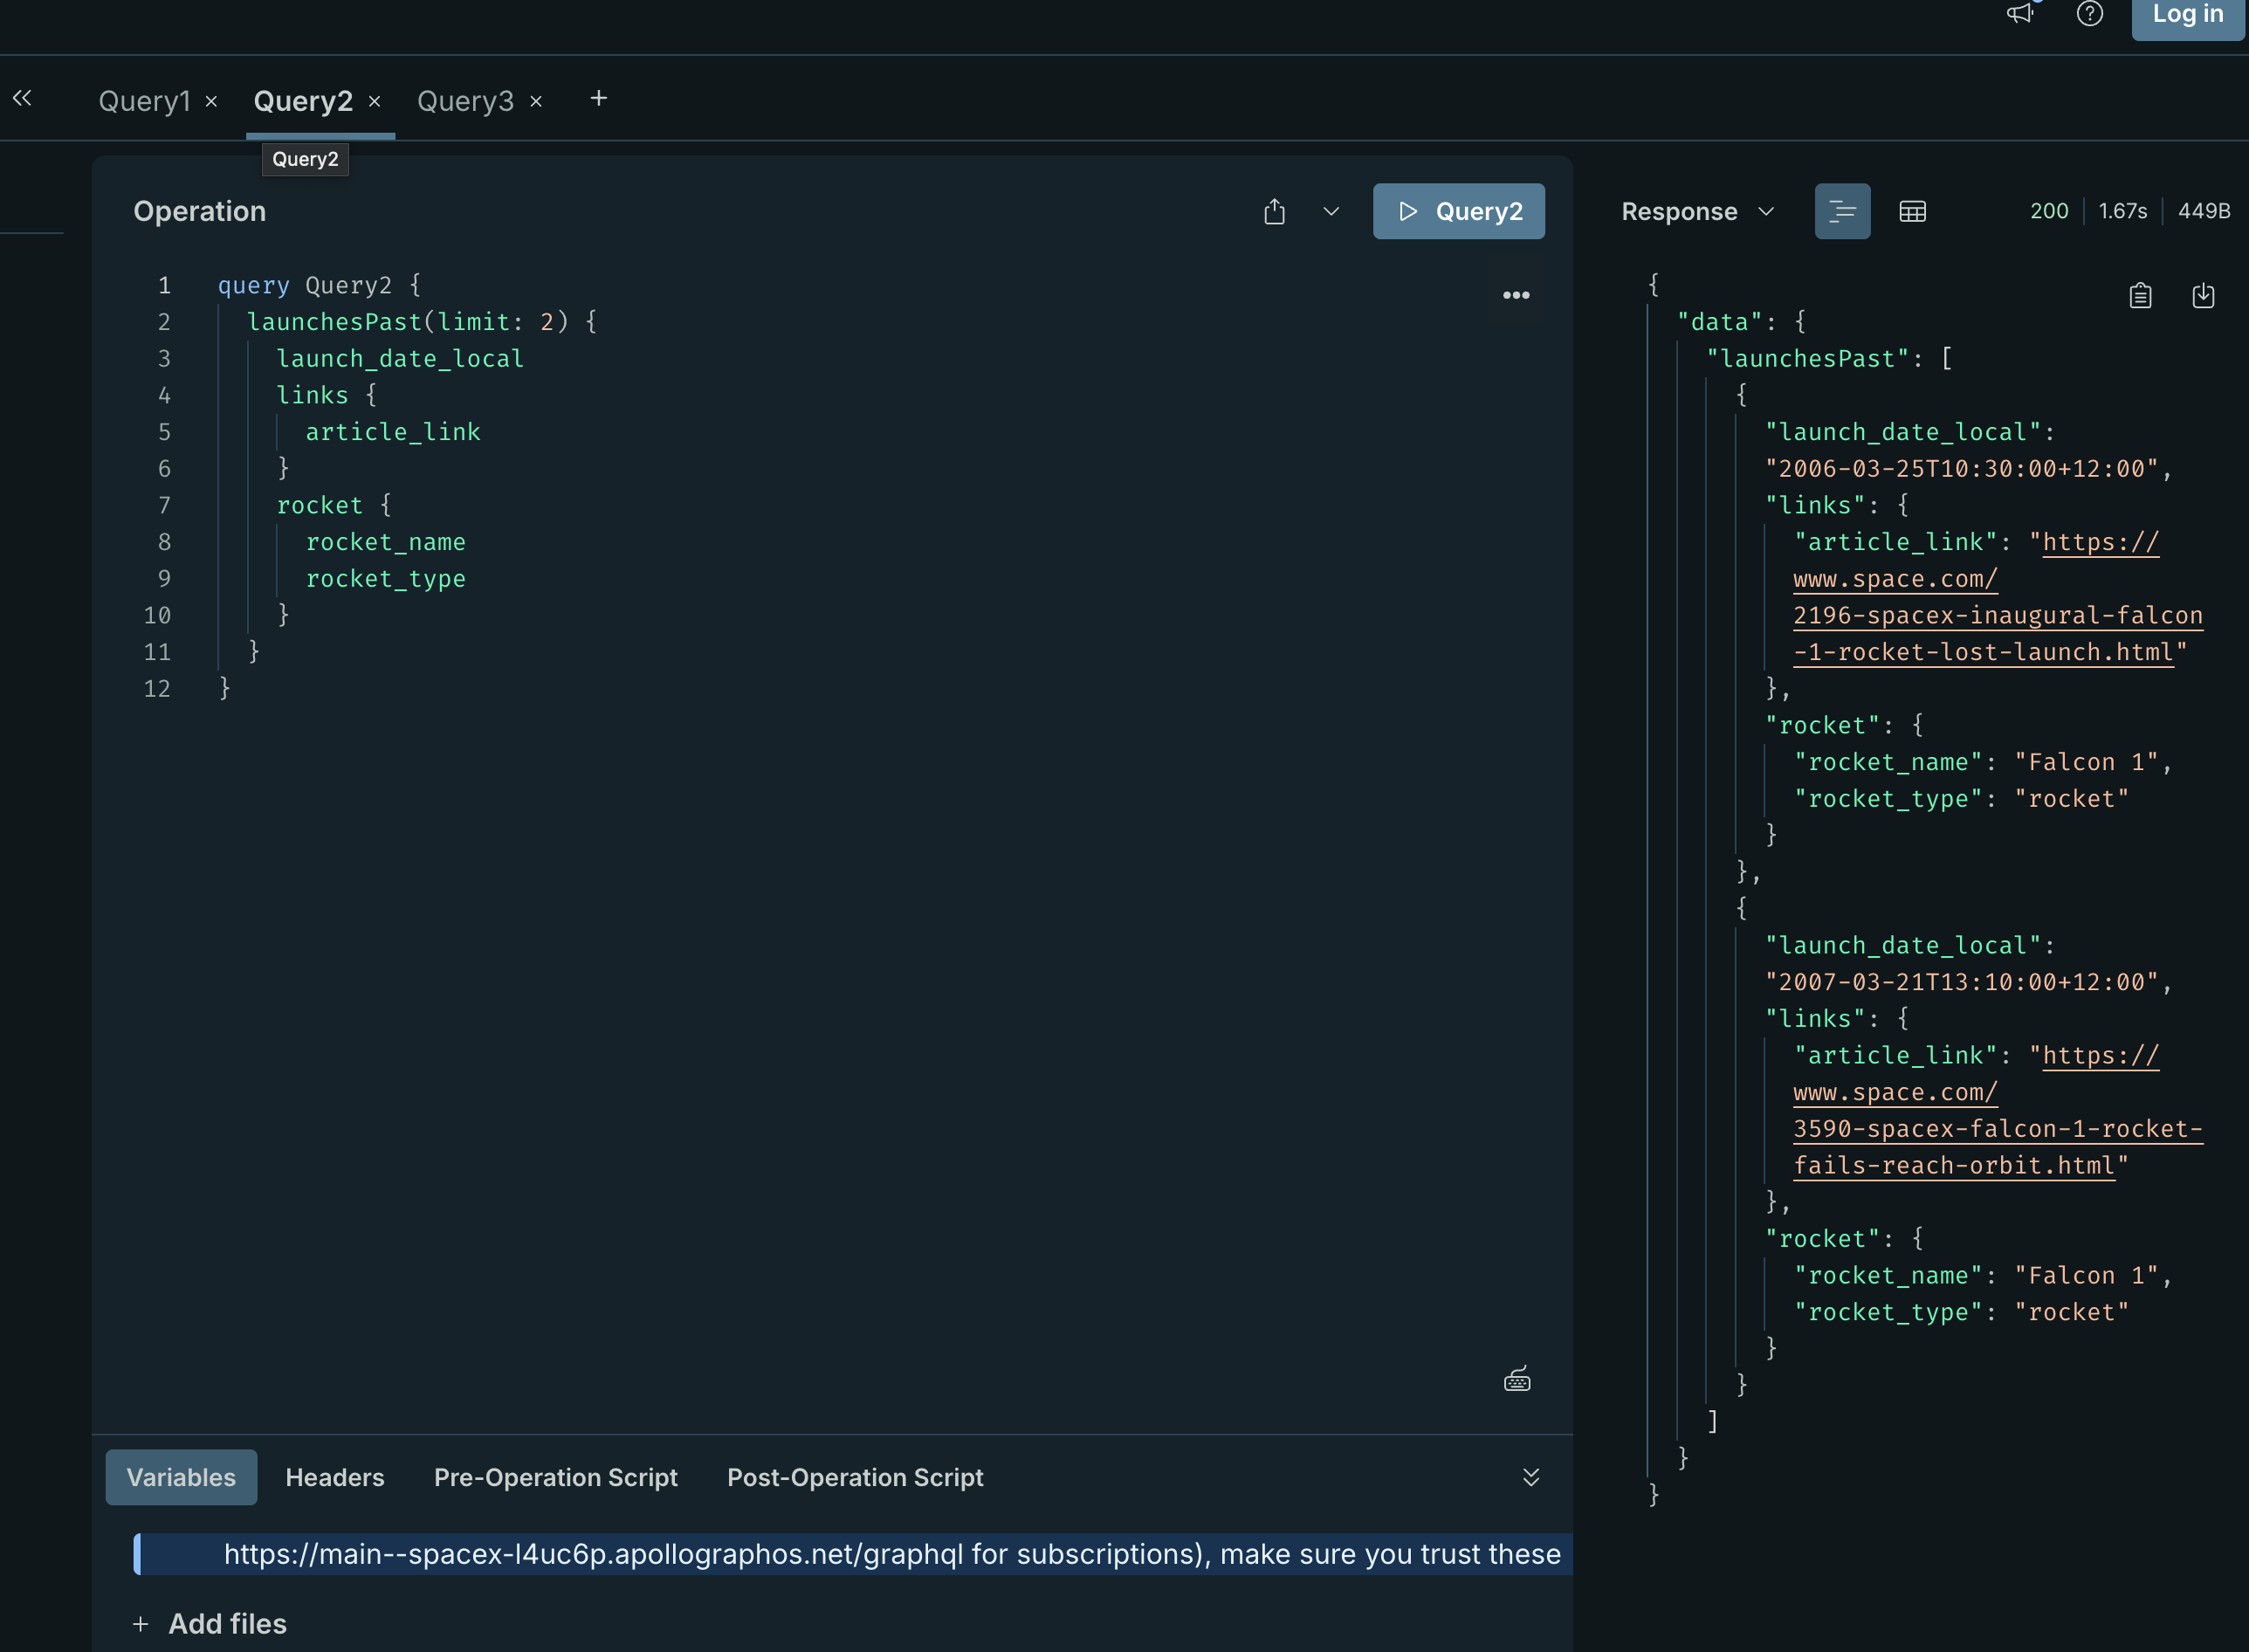 Log in
Query1 Query2 Query3
Query2
Operation
Query2
1 query Query2 {
2 launchesPast(limit: 2) {
3 launch_date_local
4 links {
5 article_link
6 }
7 rocket {
8 rocket_name
9 rocket_type
10 }
11 }
12 }
Variables Headers Pre-Operation Script Post-Operation Script
https://main--spacex-l4uc6p.apollographos.net/graphql for subscriptions), make sure you trust these
+ Add files
Response 200 1.67s 449B
{
"data": {
"launchesPast": [
{
"launch_date_local":
"2006-03-25T10:30:00+12:00",
"links": {
"article_link": "https://
www.space.com/
2196-spacex-inaugural-falcon
-1-rocket-lost-launch.html"
},
"rocket": {
"rocket_name": "Falcon 1",
"rocket_type": "rocket"
}
},
{
"launch_date_local":
"2007-03-21T13:10:00+12:00",
"links": {
"article_link": "https://
www.space.com/
3590-spacex-falcon-1-rocket-
fails-reach-orbit.html"
},
"rocket": {
"rocket_name": "Falcon 1",
"rocket_type": "rocket"
}
}
]
}
}